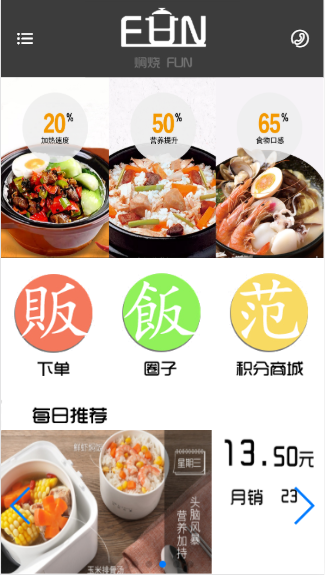 FUN
焖烧 FUN
20%
加热速度
50%
营养提升
65%
食物口感
販
飯
范
下单
圈子
积分商城
每日推荐
星期三
头脑风暴
营养加持
玉米排骨汤
13.50元
月销 23